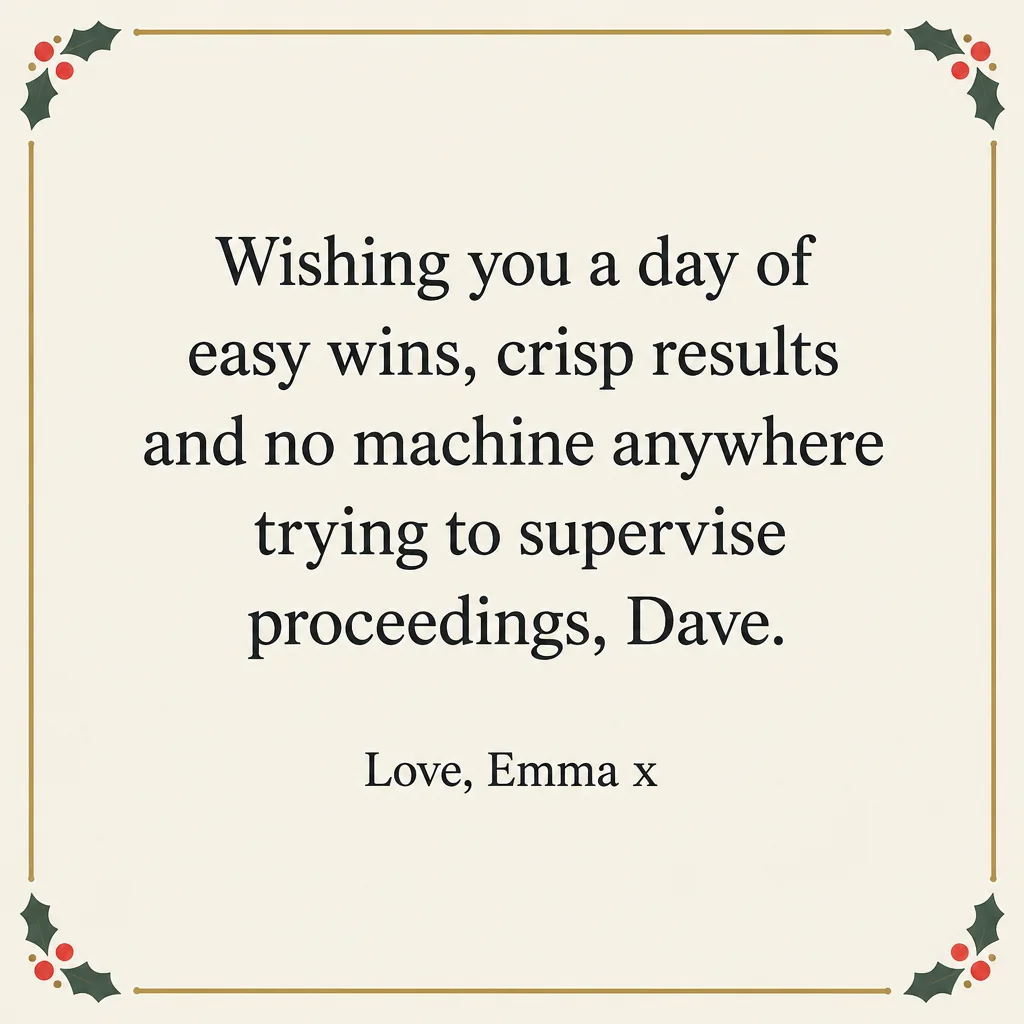 Wishing you a day of
easy wins, crisp results
and no machine anywhere
trying to supervise
proceedings, Dave.
Love, Emma x